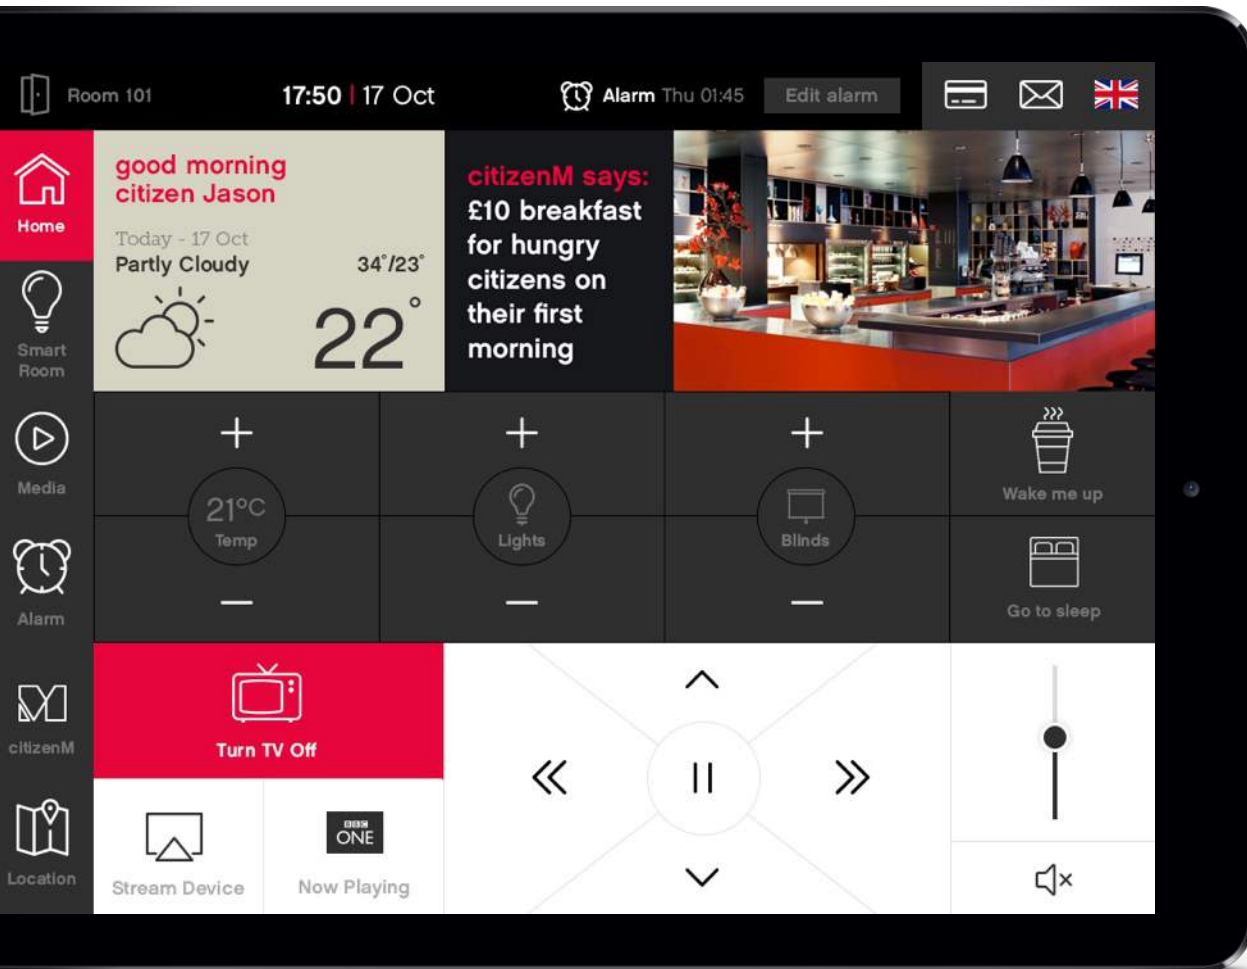 Room 101
17:50 | 17 Oct
Alarm Thu 01:45
Edit alarm
Home
good morning
citizen Jason
Today - 17 Oct
Partly Cloudy
34°/23°
22°
citizenM says:
£10 breakfast
for hungry
citizens on
their first
morning
Smart
Room
Media
Alarm
citizenM
Location
21°C
Temp
Lights
Blinds
Wake me up
Go to sleep
Turn TV Off
Stream Device
BBC
ONE
Now Playing